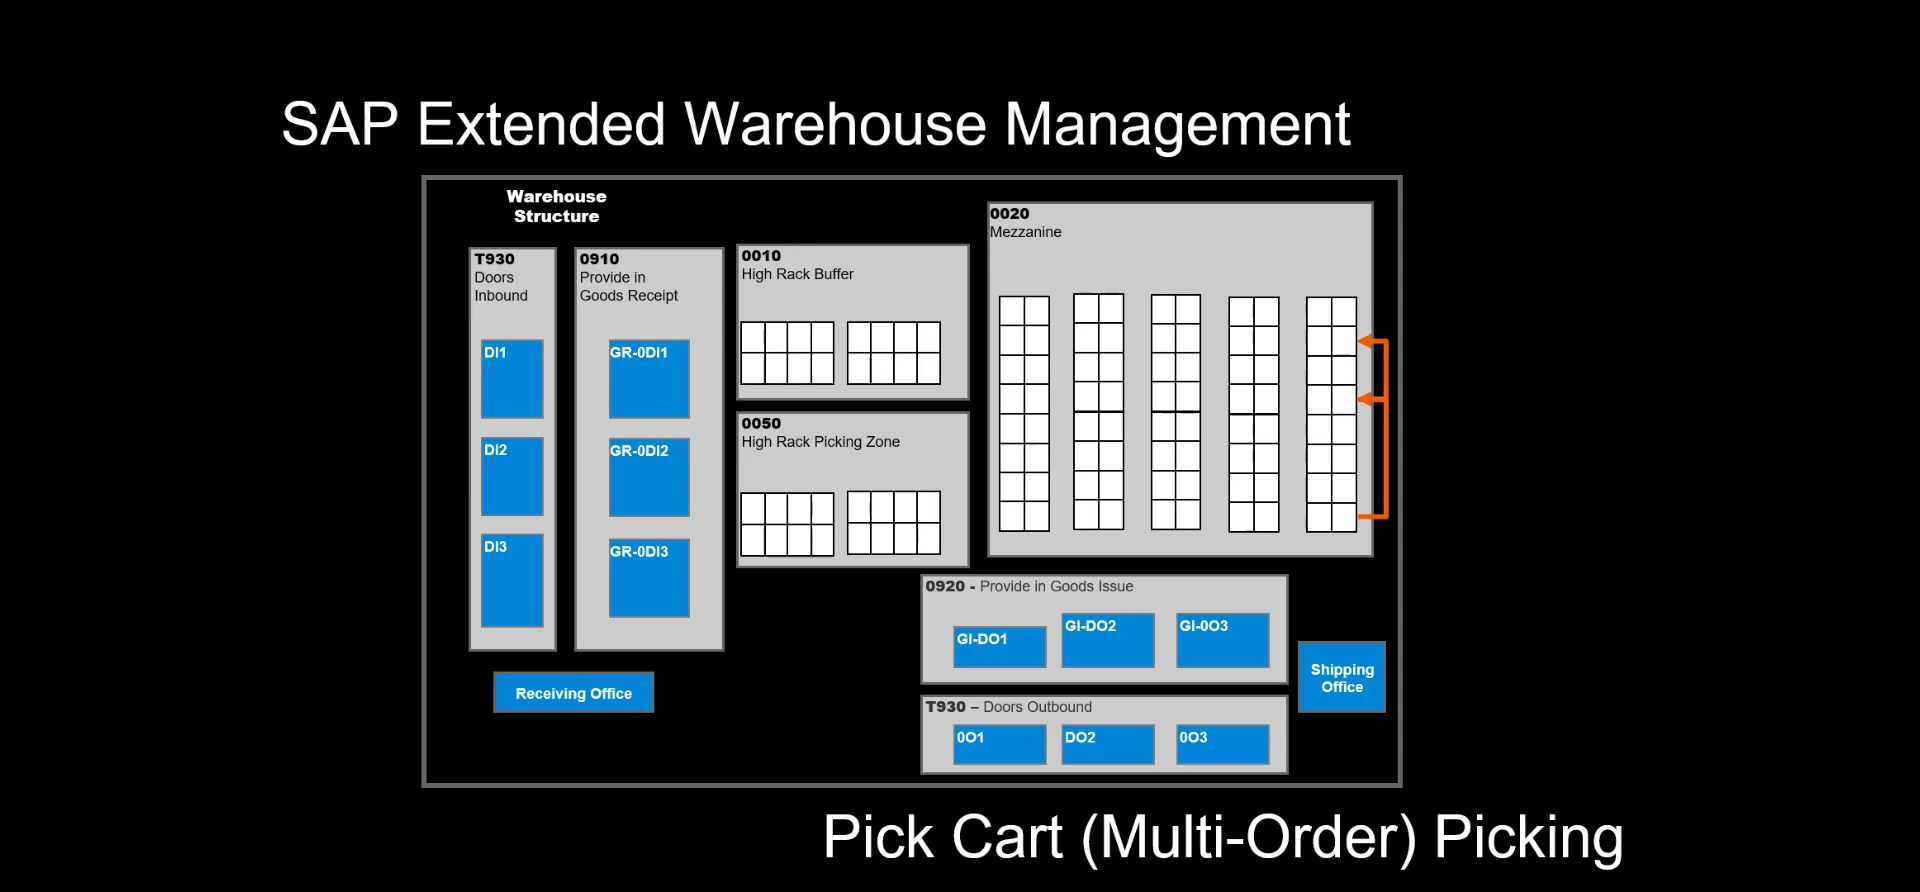 SAP Extended Warehouse Management
Warehouse
Structure
T930
Doors
Inbound
DI1
DI2
DI3
0910
Provide in
Goods Receipt
GR-0DI1
GR-0DI2
GR-0DI3
Receiving Office
0010
High Rack Buffer
0050
High Rack Picking Zone
0020
Mezzanine
0920 - Provide in Goods Issue
GI-DO1
GI-DO2
GI-0O3
T930 – Doors Outbound
0O1
DO2
0O3
Shipping
Office
Pick Cart (Multi-Order) Picking